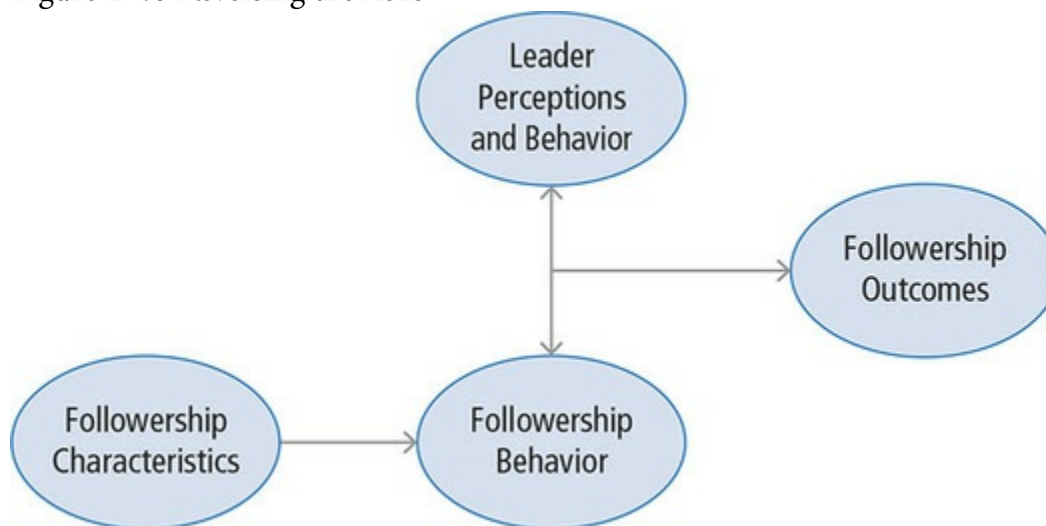 Leader
Perceptions
and Behavior
Followership
Outcomes
Followership
Characteristics
Followership
Behavior